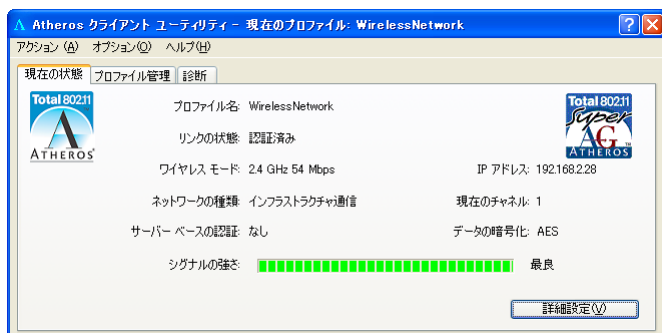 Atheros クライアント ユーティリティ - 現在のプロファイル: WirelessNetwork
アクション (A) オプション(O) ヘルプ(H)
現在の状態 プロファイル管理 診断
Total 802.11
ATHEROS
Total 802.11
Super
AG
ATHEROS
プロファイル名: WirelessNetwork
リンクの状態: 認証済み
ワイヤレス モード: 2.4 GHz 54 Mbps IP アドレス: 192.168.2.28
ネットワークの種類: インフラストラクチャ通信 現在のチャネル: 1
サーバー ベースの認証: なし データの暗号化: AES
シグナルの強さ: 最良
詳細設定(V)